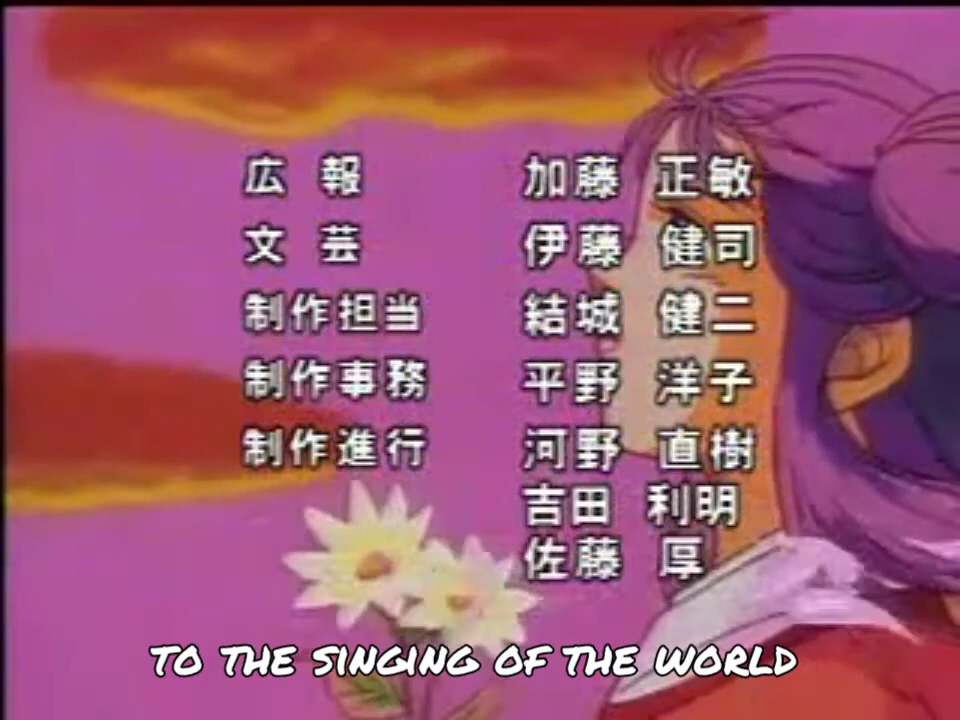 広 報 加藤 正敏
文 芸 伊藤 健司
制作担当 結城 健二
制作事務 平野 洋子
制作進行 河野 直樹
吉田 利明
佐藤 厚
TO THE SINGING OF THE WORLD